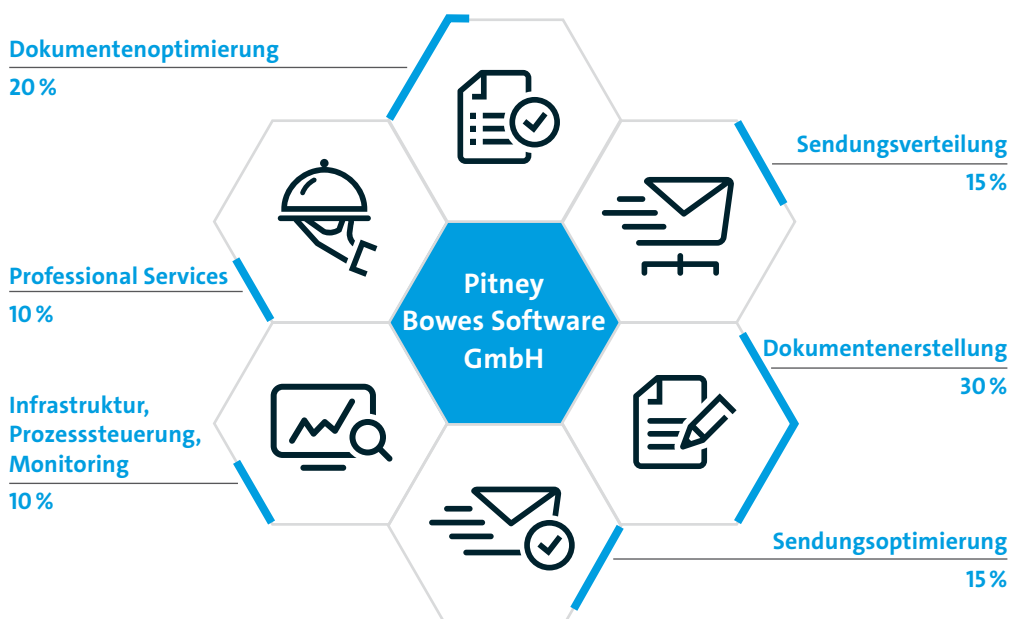 Dokumentenoptimierung
20 %
Sendungsverteilung
15 %
Professional Services
10 %
Pitney
Bowes Software
GmbH
Dokumentenerstellung
30 %
Infrastruktur,
Prozesssteuerung,
Monitoring
10 %
Sendungsoptimierung
15 %